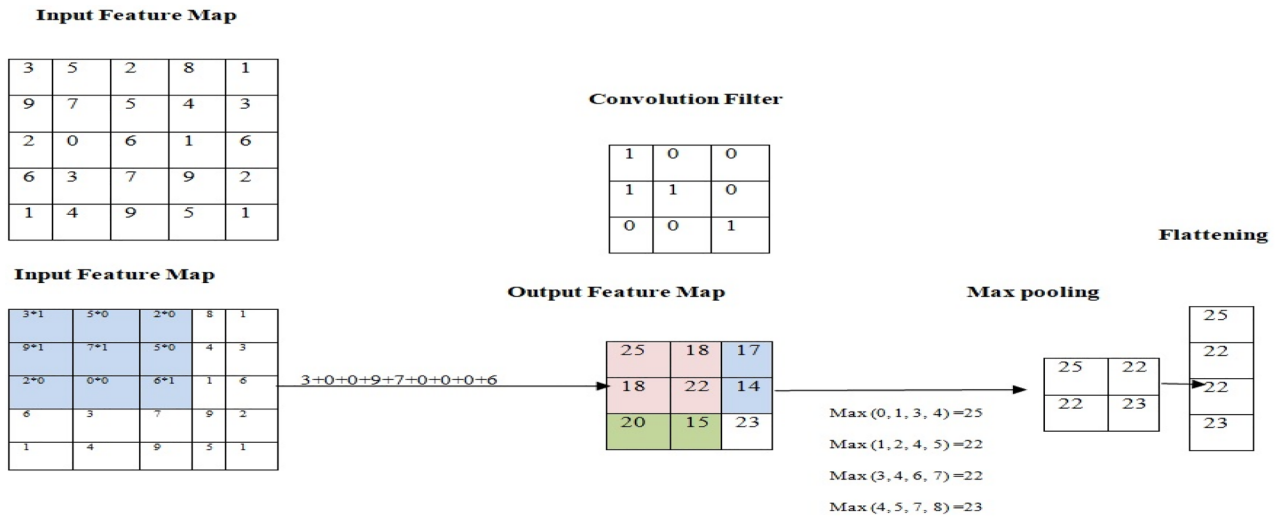 Input Feature Map
3 5 2 8 1
9 7 5 4 3
2 0 6 1 6
6 3 7 9 2
1 4 9 5 1
Convolution Filter
1 0 0
1 1 0
0 0 1
Input Feature Map
3*1 5*0 2*0 8 1
9*1 7*1 5*0 4 3
2*0 0*0 6*1 1 6
6 3 7 9 2
1 4 9 5 1
3+0+0+9+7+0+0+0+6
Output Feature Map
25 18 17
18 22 14
20 15 23
Max pooling
Max (0, 1, 3, 4) =25
Max (1, 2, 4, 5) =22
Max (3, 4, 6, 7) =22
Max (4, 5, 7, 8) =23
25 22
22 23
Flattening
25
22
22
23